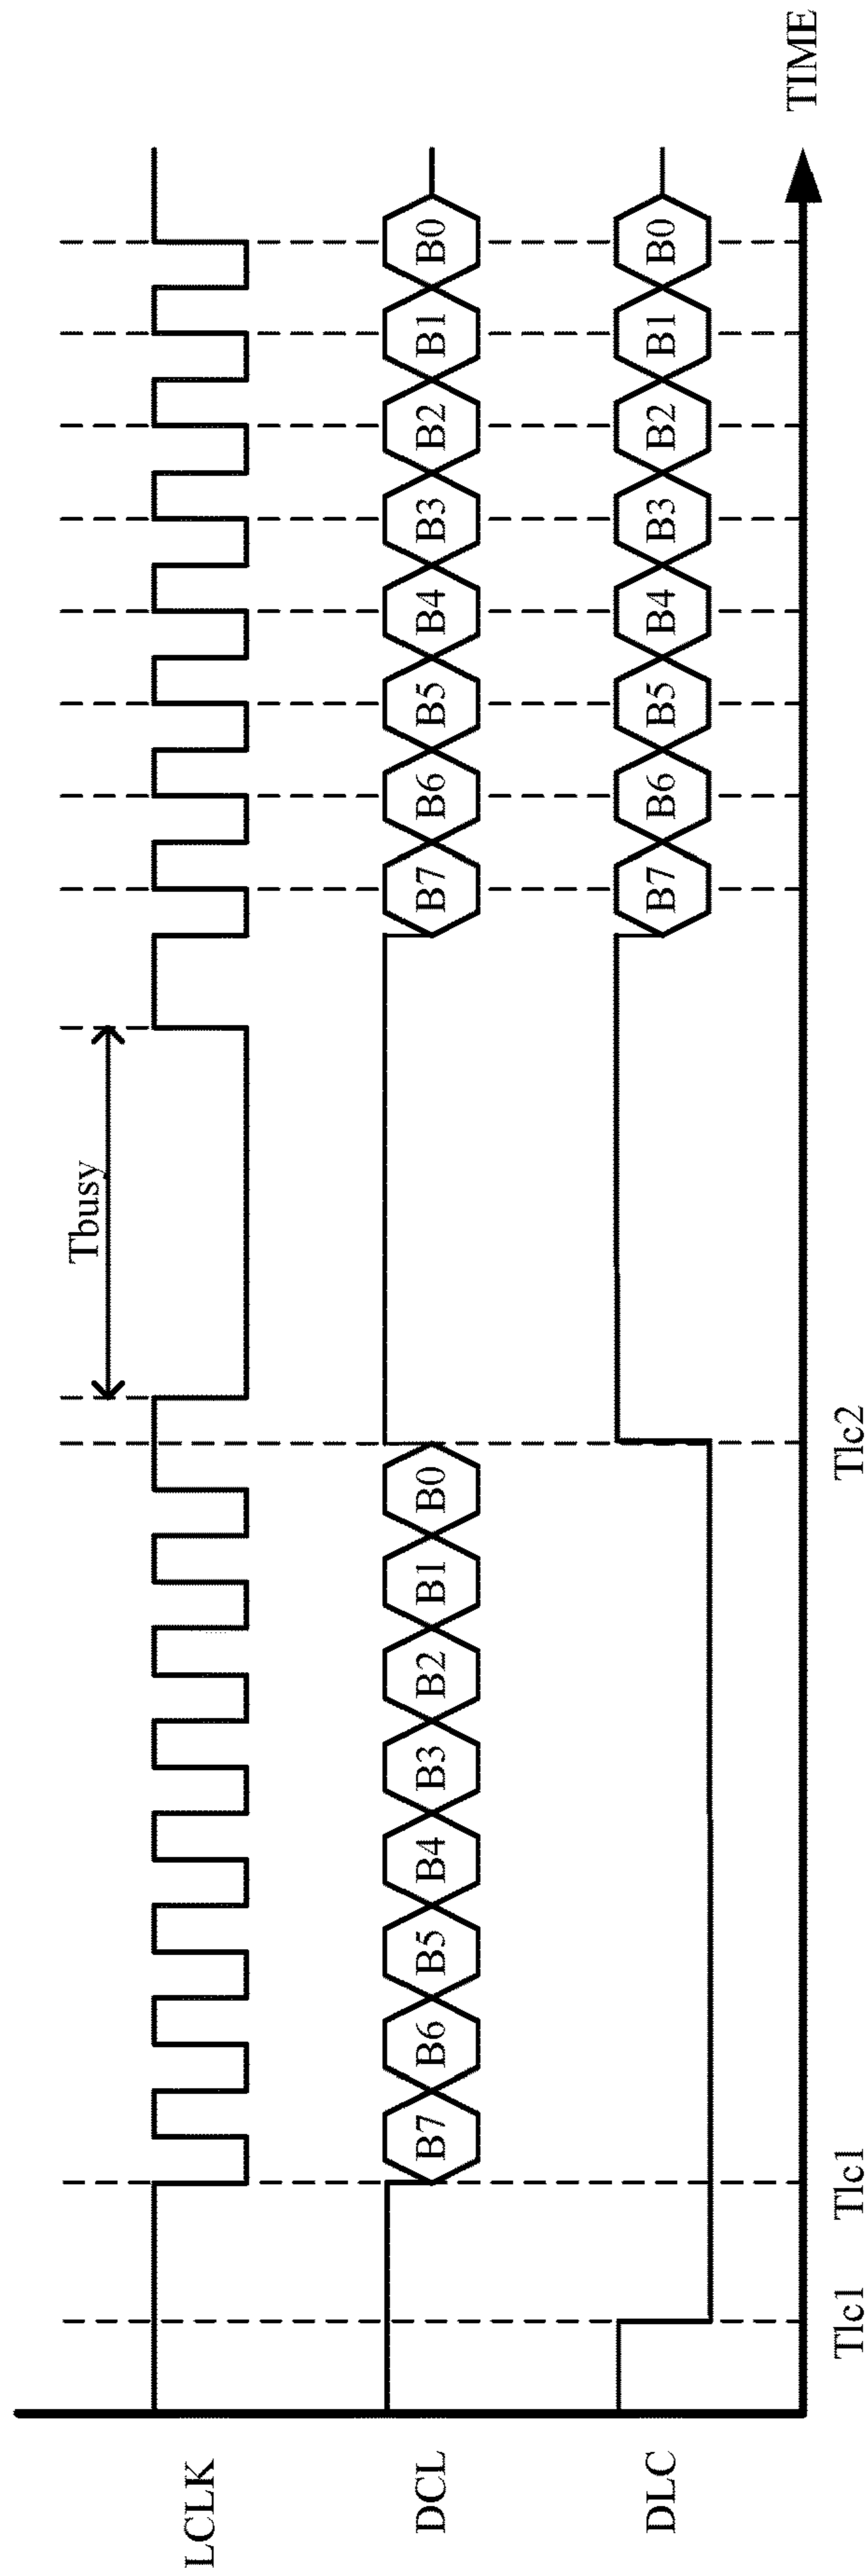 Tbusy
LCLK
DCL
B7 B6 B5 B4 B3 B2 B1 B0 B7 B6 B5 B4 B3 B2 B1 B0
DLC
B7 B6 B5 B4 B3 B2 B1 B0
TIME
Tlc1 Tlc1 Tlc2